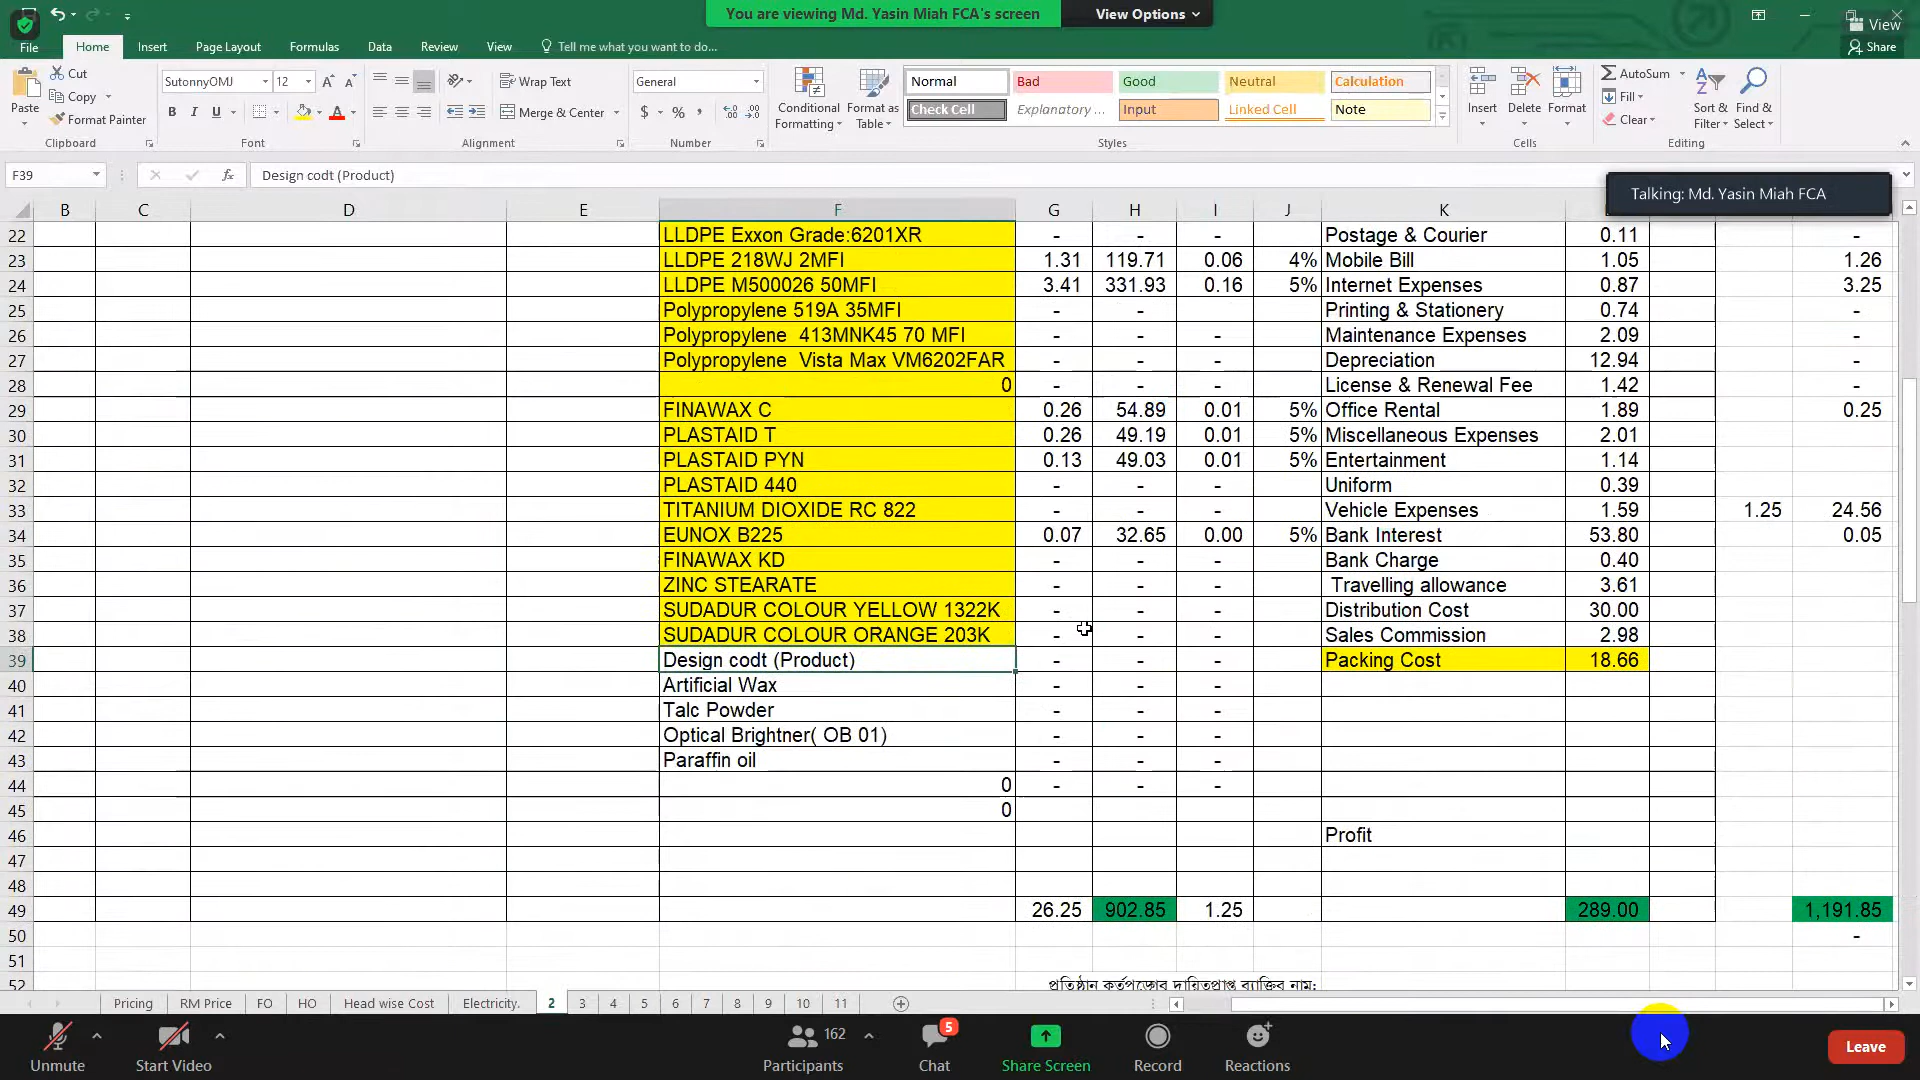 You are viewing Md. Yasin Miah FCA's screen
View Options
View
File Home Insert Page Layout Formulas Data Review View Tell me what you want to do...
Share
Paste
Cut
Copy
Format Painter
SutonnyOMJ 12
B I U
Wrap Text
Merge & Center
General
$ %
Conditional Formatting
Format as Table
Normal Bad Good Neutral Calculation
Check Cell Explanatory ... Input Linked Cell Note
Insert Delete Format
AutoSum
Fill
Clear
Sort & Filter
Find & Select
Clipboard Font Alignment Number Styles Cells Editing
F39 fx Design codt (Product)
Talking: Md. Yasin Miah FCA
B C D E F G H I J K
22 LLDPE Exxon Grade:6201XR - - - Postage & Courier 0.11 -
23 LLDPE 218WJ 2MFI 1.31 119.71 0.06 4% Mobile Bill 1.05 1.26
24 LLDPE M500026 50MFI 3.41 331.93 0.16 5% Internet Expenses 0.87 3.25
25 Polypropylene 519A 35MFI - - Printing & Stationery 0.74 -
26 Polypropylene 413MNK45 70 MFI - - - Maintenance Expenses 2.09 -
27 Polypropylene Vista Max VM6202FAR - - - Depreciation 12.94 -
28 0 - - - License & Renewal Fee 1.42 -
29 FINAWAX C 0.26 54.89 0.01 5% Office Rental 1.89 0.25
30 PLASTAID T 0.26 49.19 0.01 5% Miscellaneous Expenses 2.01
31 PLASTAID PYN 0.13 49.03 0.01 5% Entertainment 1.14
32 PLASTAID 440 - - - Uniform 0.39
33 TITANIUM DIOXIDE RC 822 - - - Vehicle Expenses 1.59 1.25 24.56
34 EUNOX B225 0.07 32.65 0.00 5% Bank Interest 53.80 0.05
35 FINAWAX KD - - - Bank Charge 0.40
36 ZINC STEARATE - - - Travelling allowance 3.61
37 SUDADUR COLOUR YELLOW 1322K - - - Distribution Cost 30.00
38 SUDADUR COLOUR ORANGE 203K - - - Sales Commission 2.98
39 Design codt (Product) - - - Packing Cost 18.66
40 Artificial Wax - - -
41 Talc Powder - - -
42 Optical Brightner( OB 01) - - -
43 Paraffin oil - - -
44 0 - - -
45 0
46 Profit
47
48
49 26.25 902.85 1.25 289.00 1,191.85
50 -
51
52 প্রতিষ্ঠান কর্তৃপক্ষের দায়িত্বপ্রাপ্ত ব্যক্তির নাম:
Pricing RM Price FO HO Head wise Cost Electricity. 2 3 4 5 6 7 8 9 10 11
Unmute
Start Video
162
Participants
5
Chat
Share Screen
Record
Reactions
Leave